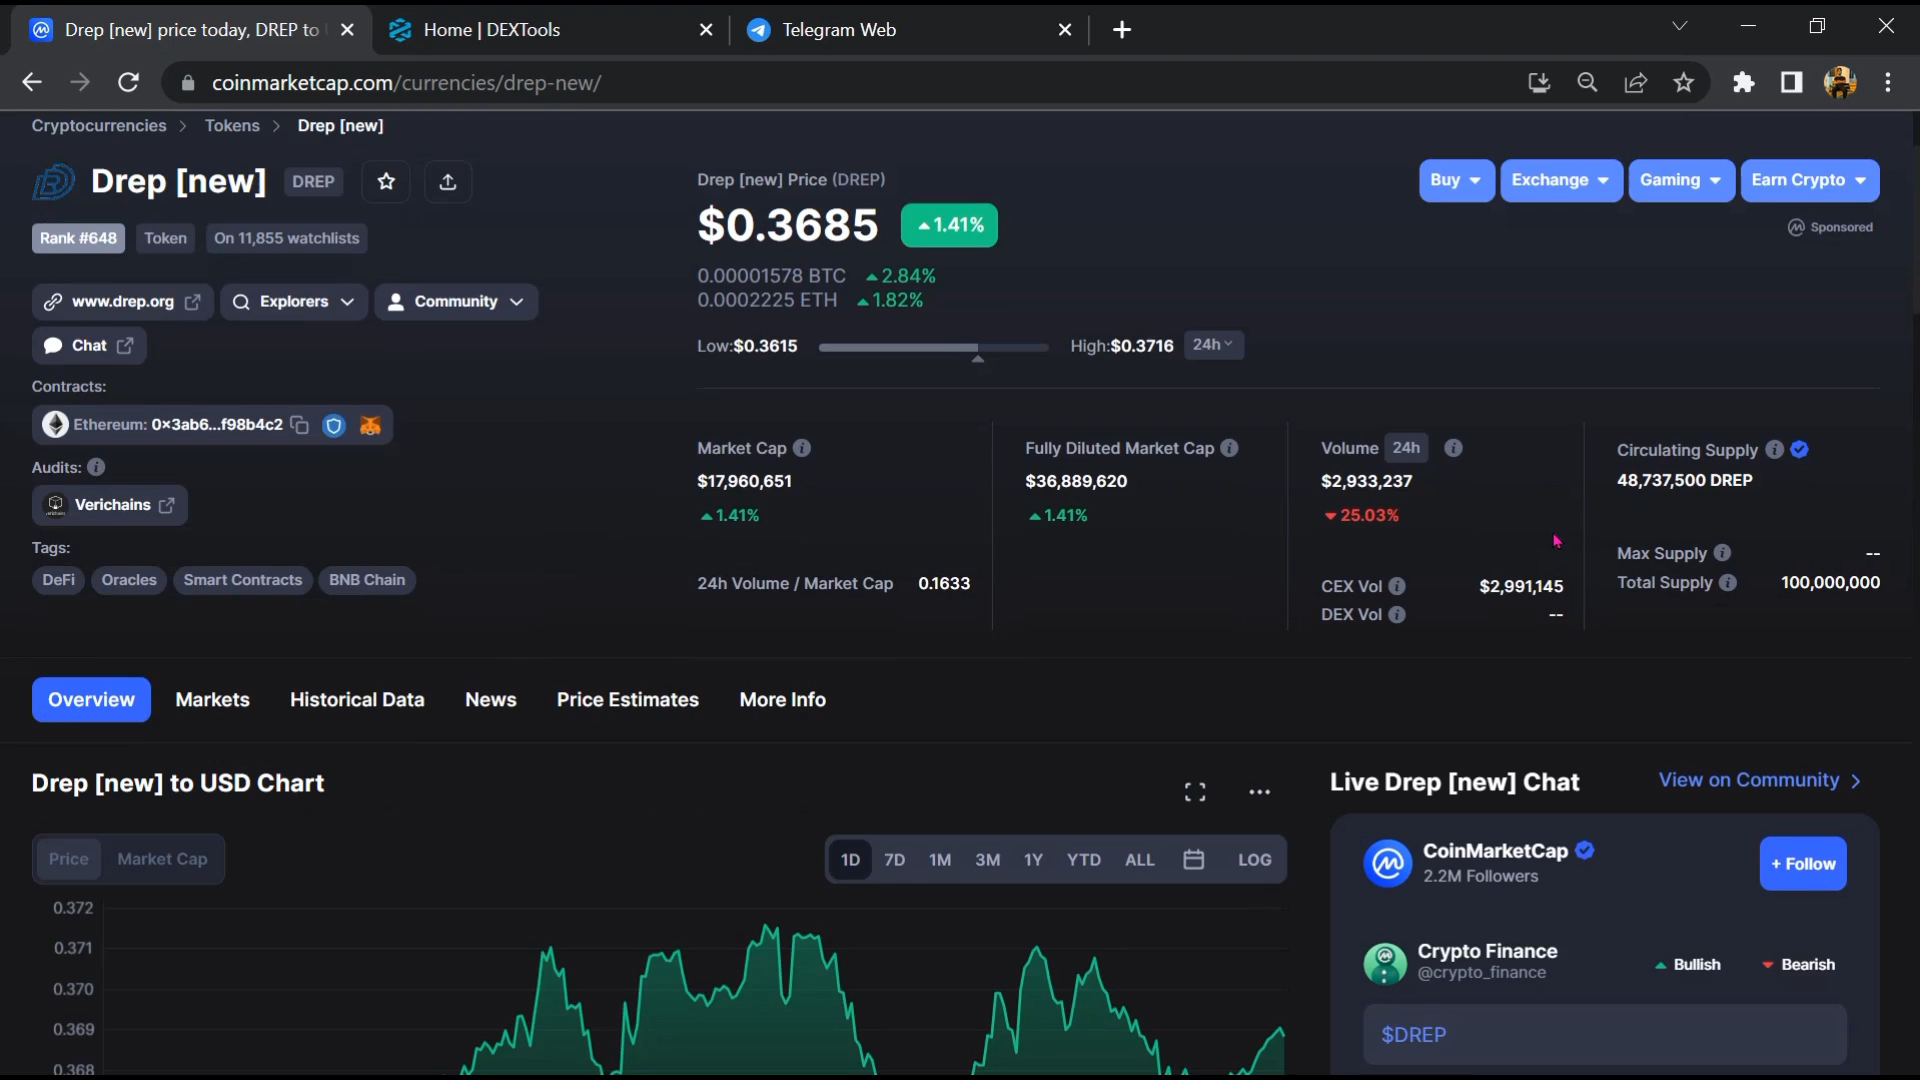 Drep [new] price today, DREP to
Home | DEXTools
Telegram Web
coinmarketcap.com/currencies/drep-new/
Cryptocurrencies > Tokens > Drep [new]
Drep [new] DREP
Rank #648 Token On 11,855 watchlists
www.drep.org Explorers Community
Chat
Contracts:
Ethereum: 0x3ab6...f98b4c2
Audits:
Verichains
Tags:
DeFi Oracles Smart Contracts BNB Chain
Drep [new] Price (DREP)
$0.3685 1.41%
0.00001578 BTC 2.84%
0.0002225 ETH 1.82%
Low:$0.3615 High:$0.3716 24h
Buy Exchange Gaming Earn Crypto
Sponsored
Market Cap
$17,960,651
1.41%
24h Volume / Market Cap 0.1633
Fully Diluted Market Cap
$36,889,620
1.41%
Volume 24h
$2,933,237
25.03%
CEX Vol $2,991,145
DEX Vol --
Circulating Supply
48,737,500 DREP
Max Supply --
Total Supply 100,000,000
Overview Markets Historical Data News Price Estimates More Info
Drep [new] to USD Chart
Price Market Cap
1D 7D 1M 3M 1Y YTD ALL LOG
0.372
0.371
0.370
0.369
0.368
Live Drep [new] Chat View on Community >
CoinMarketCap
2.2M Followers
+ Follow
Crypto Finance
@crypto_finance
Bullish Bearish
$DREP